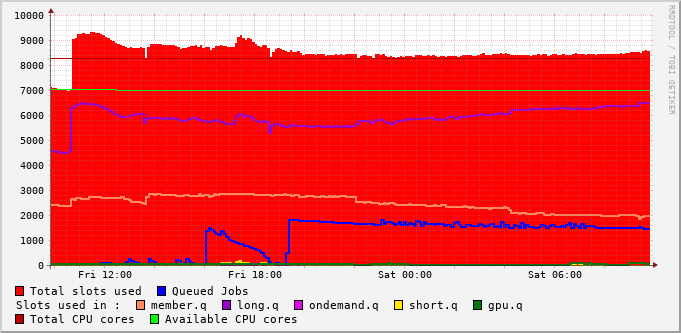 RRDTOOL / TOBI OETIKER
10000
9000
8000
7000
6000
5000
4000
3000
2000
1000
0
Fri 12:00 Fri 18:00 Sat 00:00 Sat 06:00
Total slots used Queued Jobs
Slots used in : member.q long.q ondemand.q short.q gpu.q
Total CPU cores Available CPU cores